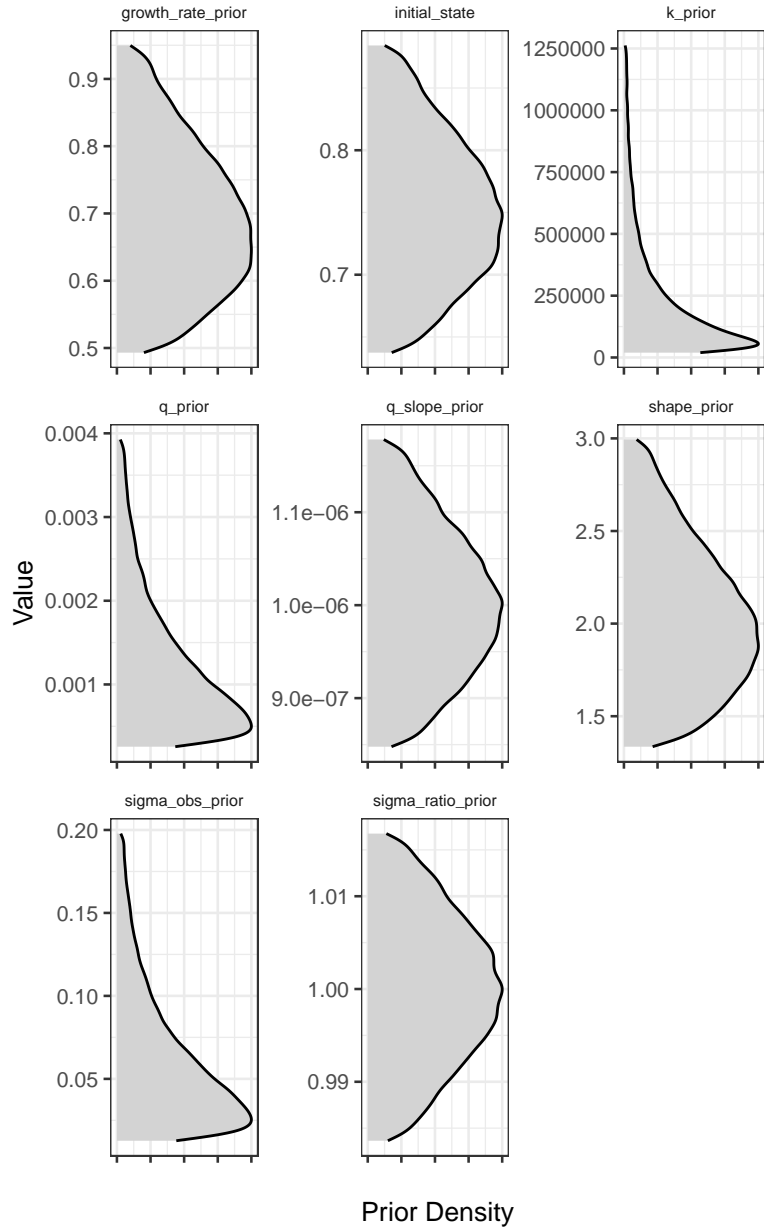 growth_rate_prior
initial_state
k_prior
0.9
0.8
0.7
0.6
0.5
0.8
0.7
1250000
1000000
750000
500000
250000
0
q_prior
q_slope_prior
shape_prior
0.004
0.003
0.002
0.001
1.1e-06
1.0e-06
9.0e-07
3.0
2.5
2.0
1.5
Value
sigma_obs_prior
sigma_ratio_prior
0.20
0.15
0.10
0.05
1.01
1.00
0.99
Prior Density